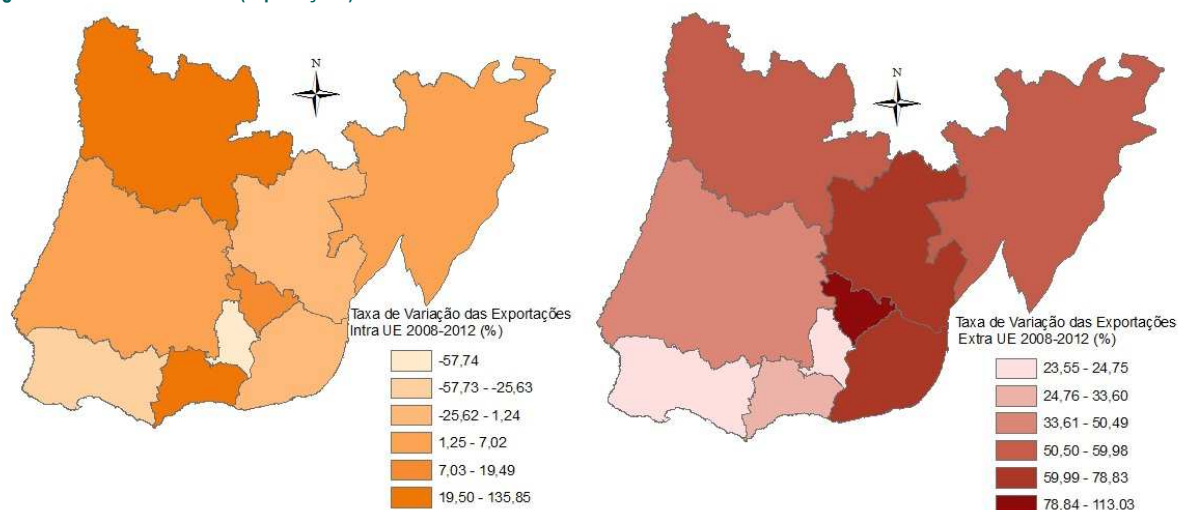 N
Taxa de Variação das Exportações
Intra UE 2008-2012 (%)
-57,74
-57,73 - -25,63
-25,62 - 1,24
1,25 - 7,02
7,03 - 19,49
19,50 - 135,85
N
Taxa de Variação das Exportações
Extra UE 2008-2012 (%)
23,55 - 24,75
24,76 - 33,60
33,61 - 50,49
50,50 - 59,98
59,99 - 78,83
78,84 - 113,03